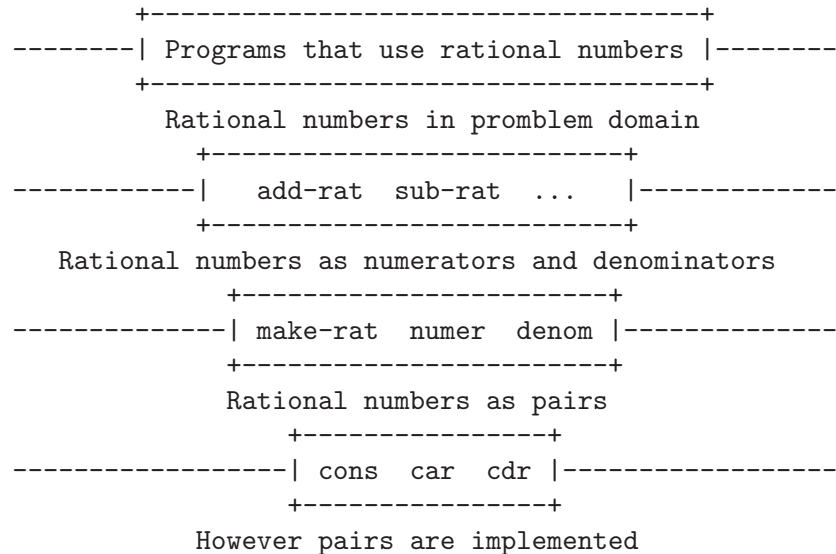 Programs that use rational numbers
Rational numbers in promblem domain
add-rat sub-rat ...
Rational numbers as numerators and denominators
make-rat numer denom
Rational numbers as pairs
cons car cdr
However pairs are implemented